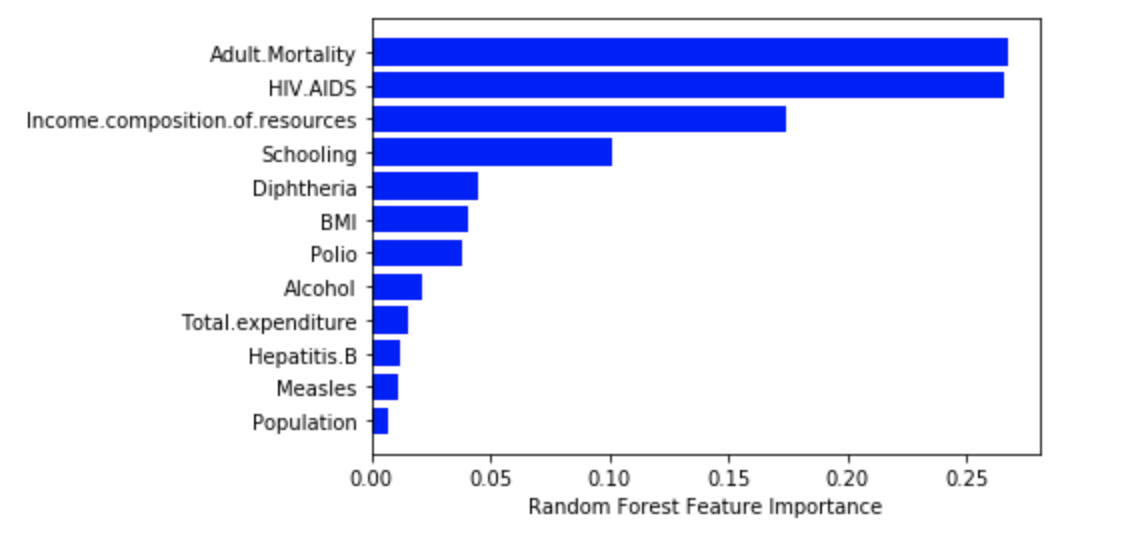 Adult.Mortality
HIV.AIDS
Income.composition.of.resources
Schooling
Diphtheria
BMI
Polio
Alcohol
Total.expenditure
Hepatitis.B
Measles
Population
0.00 0.05 0.10 0.15 0.20 0.25
Random Forest Feature Importance